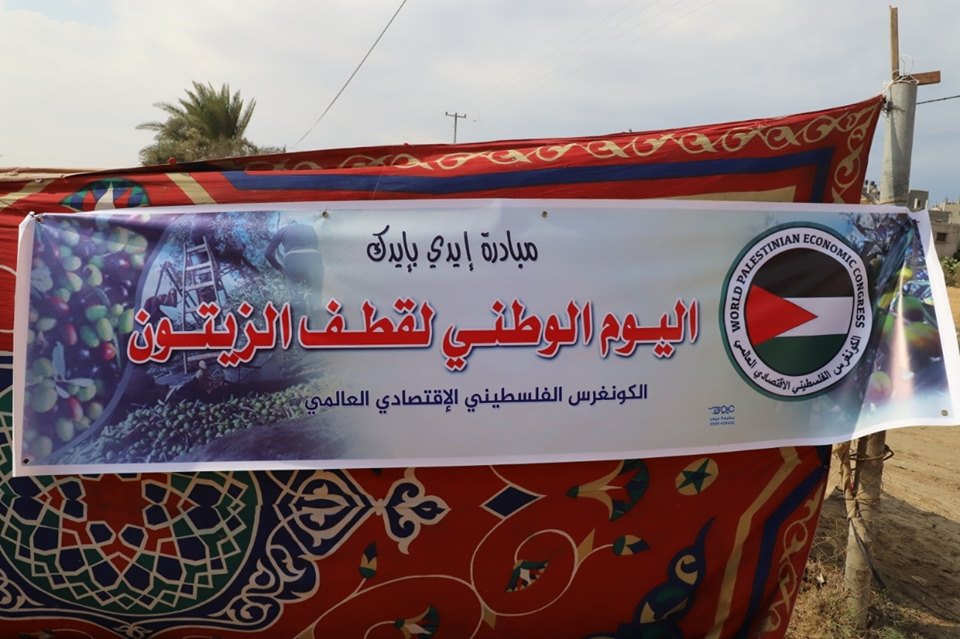 مبادرة إيدي بإيدك
اليوم الوطني لقطف الزيتون
الكونغرس الفلسطيني الإقتصادي العالمي
WORLD PALESTINIAN ECONOMIC CONGRESS
الكونغرس الفلسطيني الاقتصادي العالمي